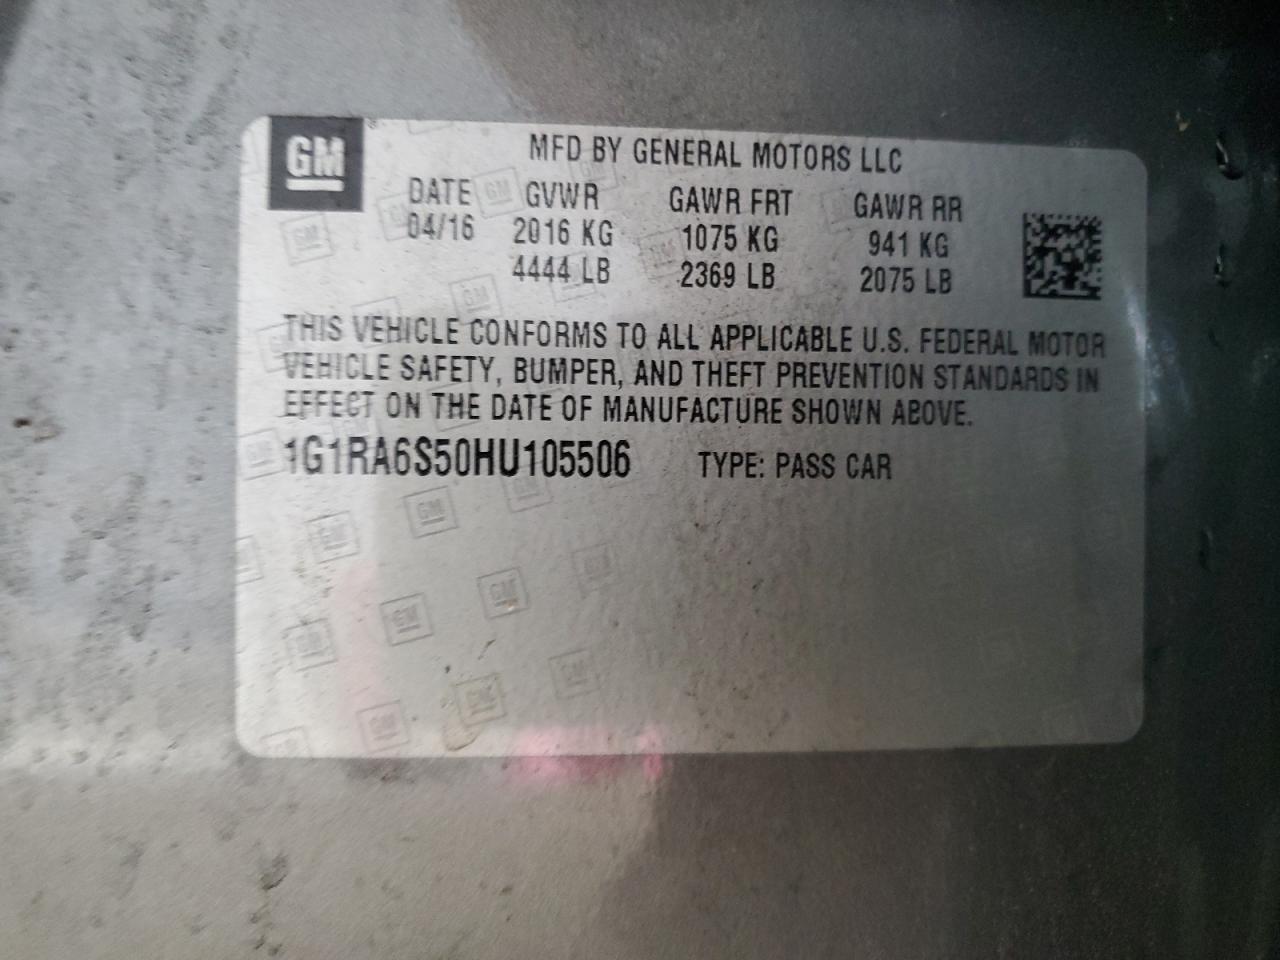 GM
MFD BY GENERAL MOTORS LLC
DATE GVWR GAWR FRT GAWR RR
04/16 2016 KG 1075 KG 941 KG
4444 LB 2369 LB 2075 LB
THIS VEHICLE CONFORMS TO ALL APPLICABLE U.S. FEDERAL MOTOR
VEHICLE SAFETY, BUMPER, AND THEFT PREVENTION STANDARDS IN
EFFECT ON THE DATE OF MANUFACTURE SHOWN ABOVE.
1G1RA6S50HU105506 TYPE: PASS CAR